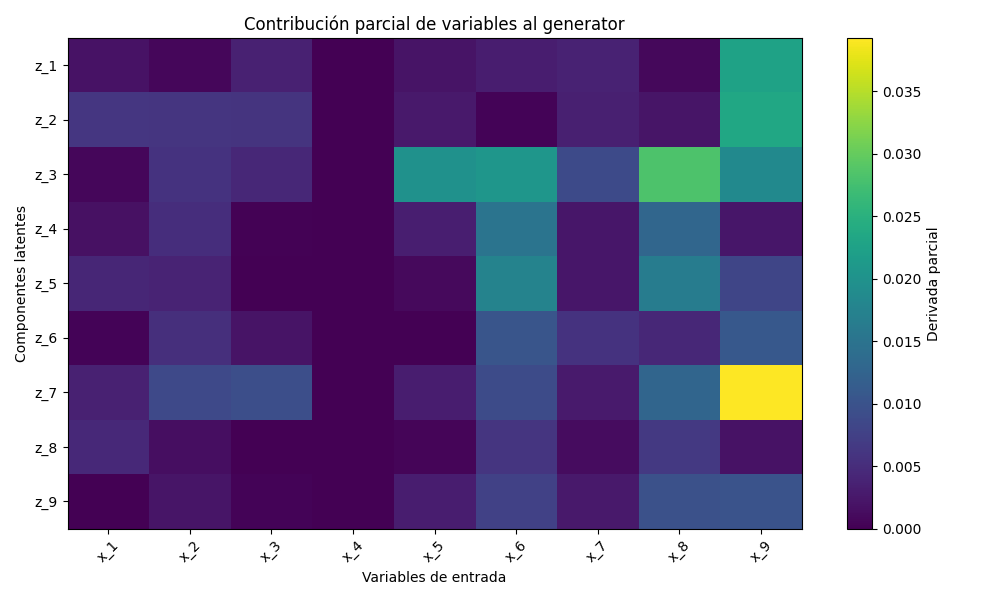 Contribución parcial de variables al generator
Componentes latentes
z_1
z_2
z_3
z_4
z_5
z_6
z_7
z_8
z_9
x_1 x_2 x_3 x_4 x_5 x_6 x_7 x_8 x_9
Variables de entrada
0.035
0.030
0.025
0.020
0.015
0.010
0.005
0.000
Derivada parcial